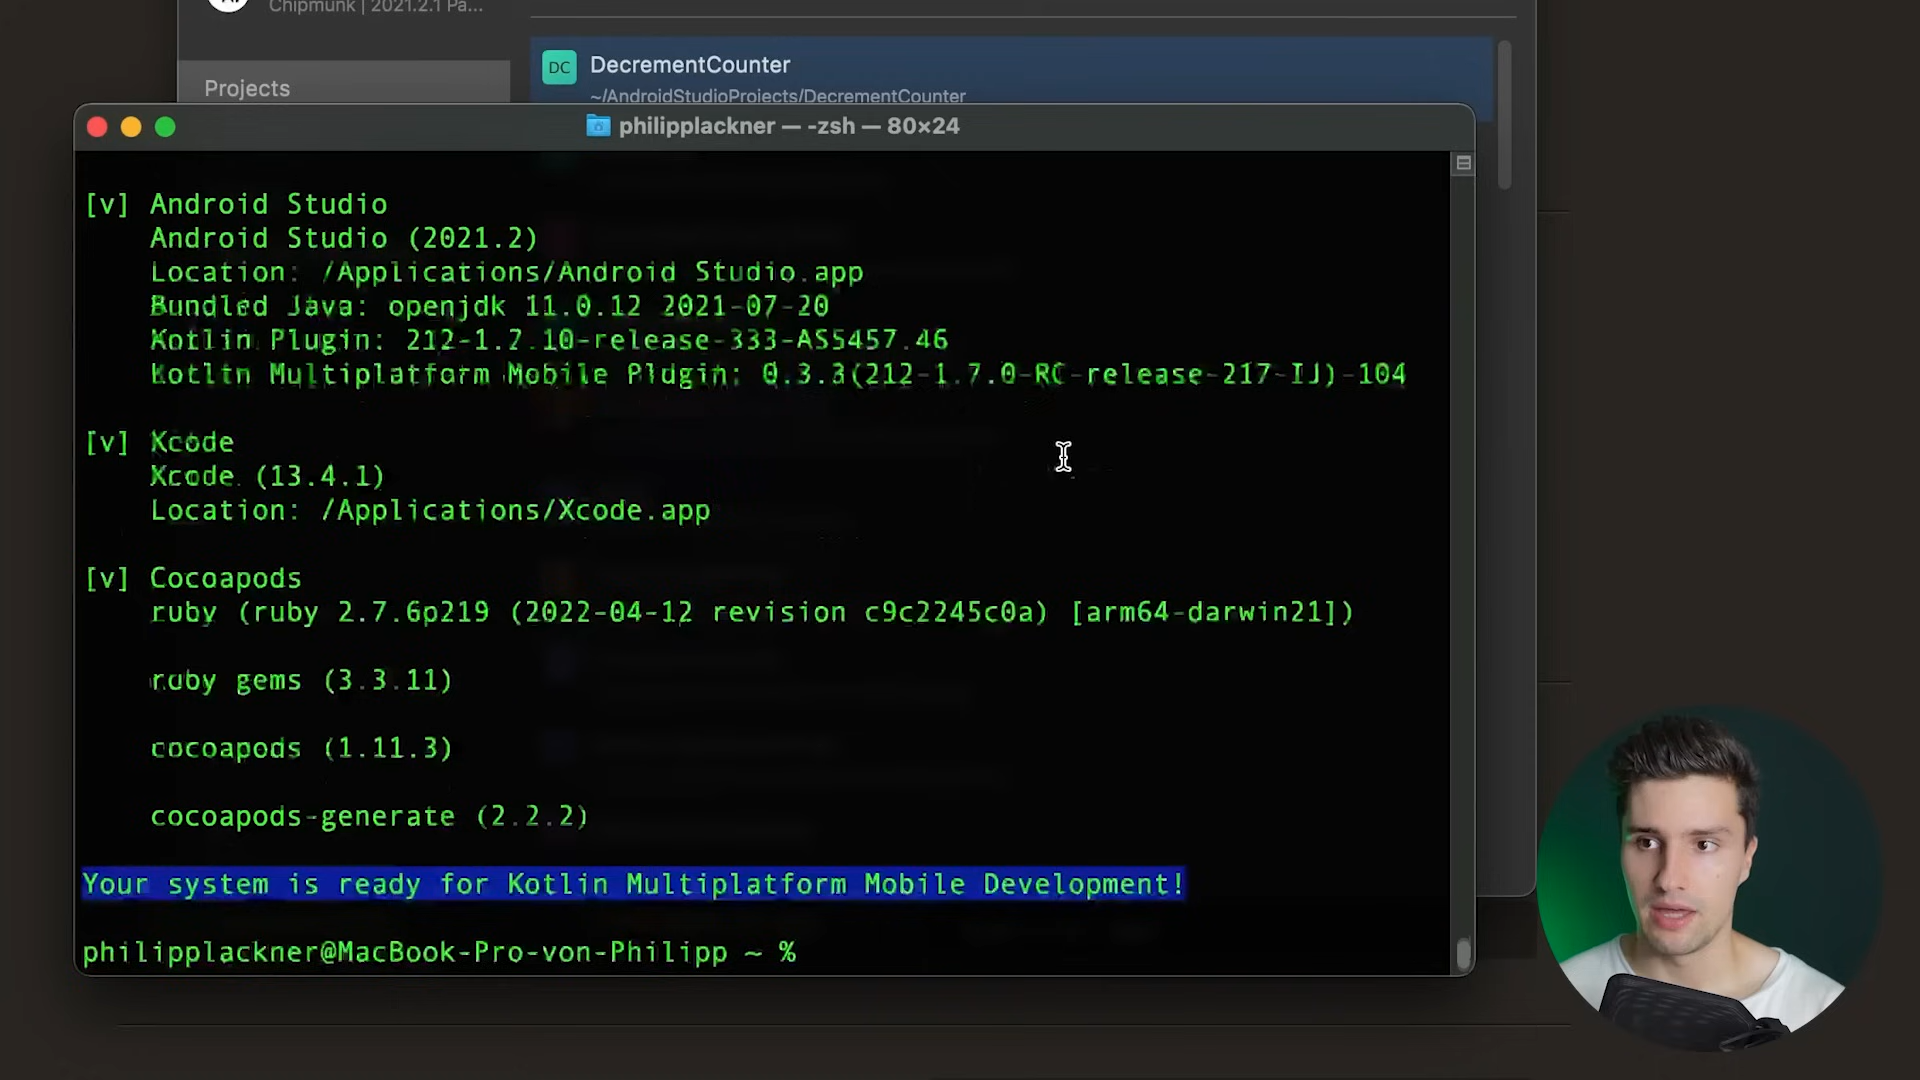 Chipmunk | 2021.2.1 Pa...
Projects
DC
DecrementCounter
~/AndroidStudioProjects/DecrementCounter
philipplackner — -zsh — 80×24
[v] Android Studio
Android Studio (2021.2)
Location: /Applications/Android Studio.app
Bundled Java: openjdk 11.0.12 2021-07-20
Kotlin Plugin: 212-1.7.10-release-333-AS5457.46
Kotlin Multiplatform Mobile Plugin: 0.3.3(212-1.7.0-RC-release-217-IJ)-104
[v] Xcode
Xcode (13.4.1)
Location: /Applications/Xcode.app
[v] Cocoapods
ruby (ruby 2.7.6p219 (2022-04-12 revision c9c2245c0a) [arm64-darwin21])
ruby gems (3.3.11)
cocoapods (1.11.3)
cocoapods-generate (2.2.2)
Your system is ready for Kotlin Multiplatform Mobile Development!
philipplackner@MacBook-Pro-von-Philipp ~ %